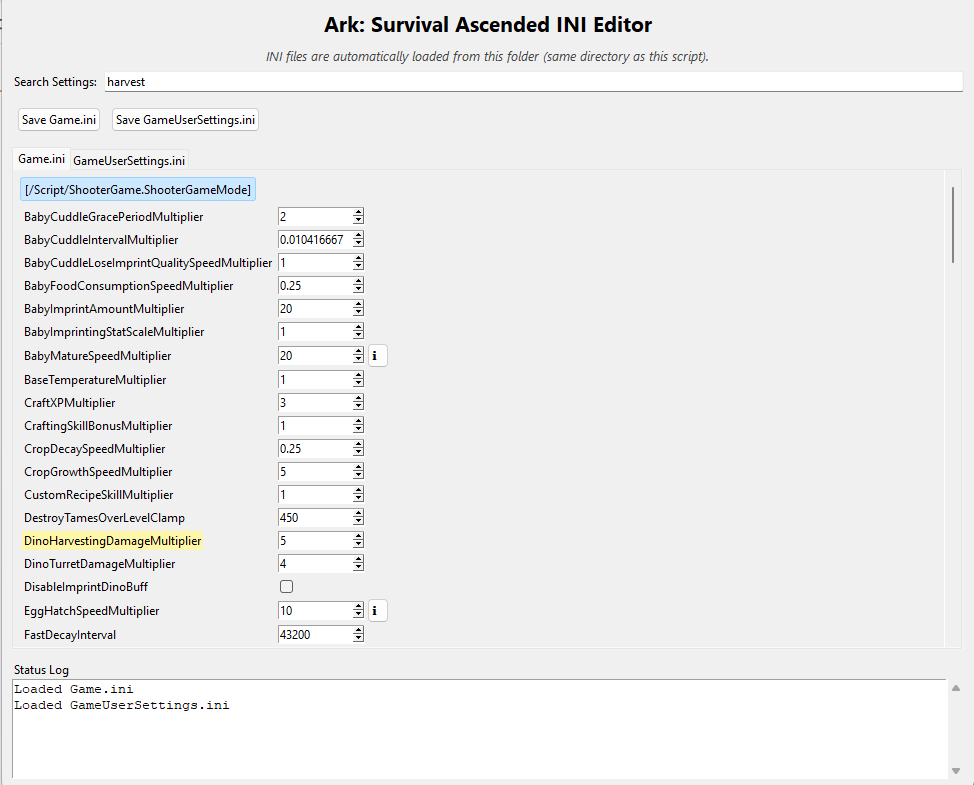 Ark: Survival Ascended INI Editor
INI files are automatically loaded from this folder (same directory as this script).
Search Settings: harvest
Save Game.ini Save GameUserSettings.ini
Game.ini GameUserSettings.ini
[/Script/ShooterGame.ShooterGameMode]
BabyCuddleGracePeriodMultiplier 2
BabyCuddleIntervalMultiplier 0.010416667
BabyCuddleLoseImprintQualitySpeedMultiplier 1
BabyFoodConsumptionSpeedMultiplier 0.25
BabyImprintAmountMultiplier 20
BabyImprintingStatScaleMultiplier 1
BabyMatureSpeedMultiplier 20 i
BaseTemperatureMultiplier 1
CraftXPMultiplier 3
CraftingSkillBonusMultiplier 1
CropDecaySpeedMultiplier 0.25
CropGrowthSpeedMultiplier 5
CustomRecipeSkillMultiplier 1
DestroyTamesOverLevelClamp 450
DinoHarvestingDamageMultiplier 5
DinoTurretDamageMultiplier 4
DisableImprintDinoBuff
EggHatchSpeedMultiplier 10 i
FastDecayInterval 43200
Status Log
Loaded Game.ini
Loaded GameUserSettings.ini